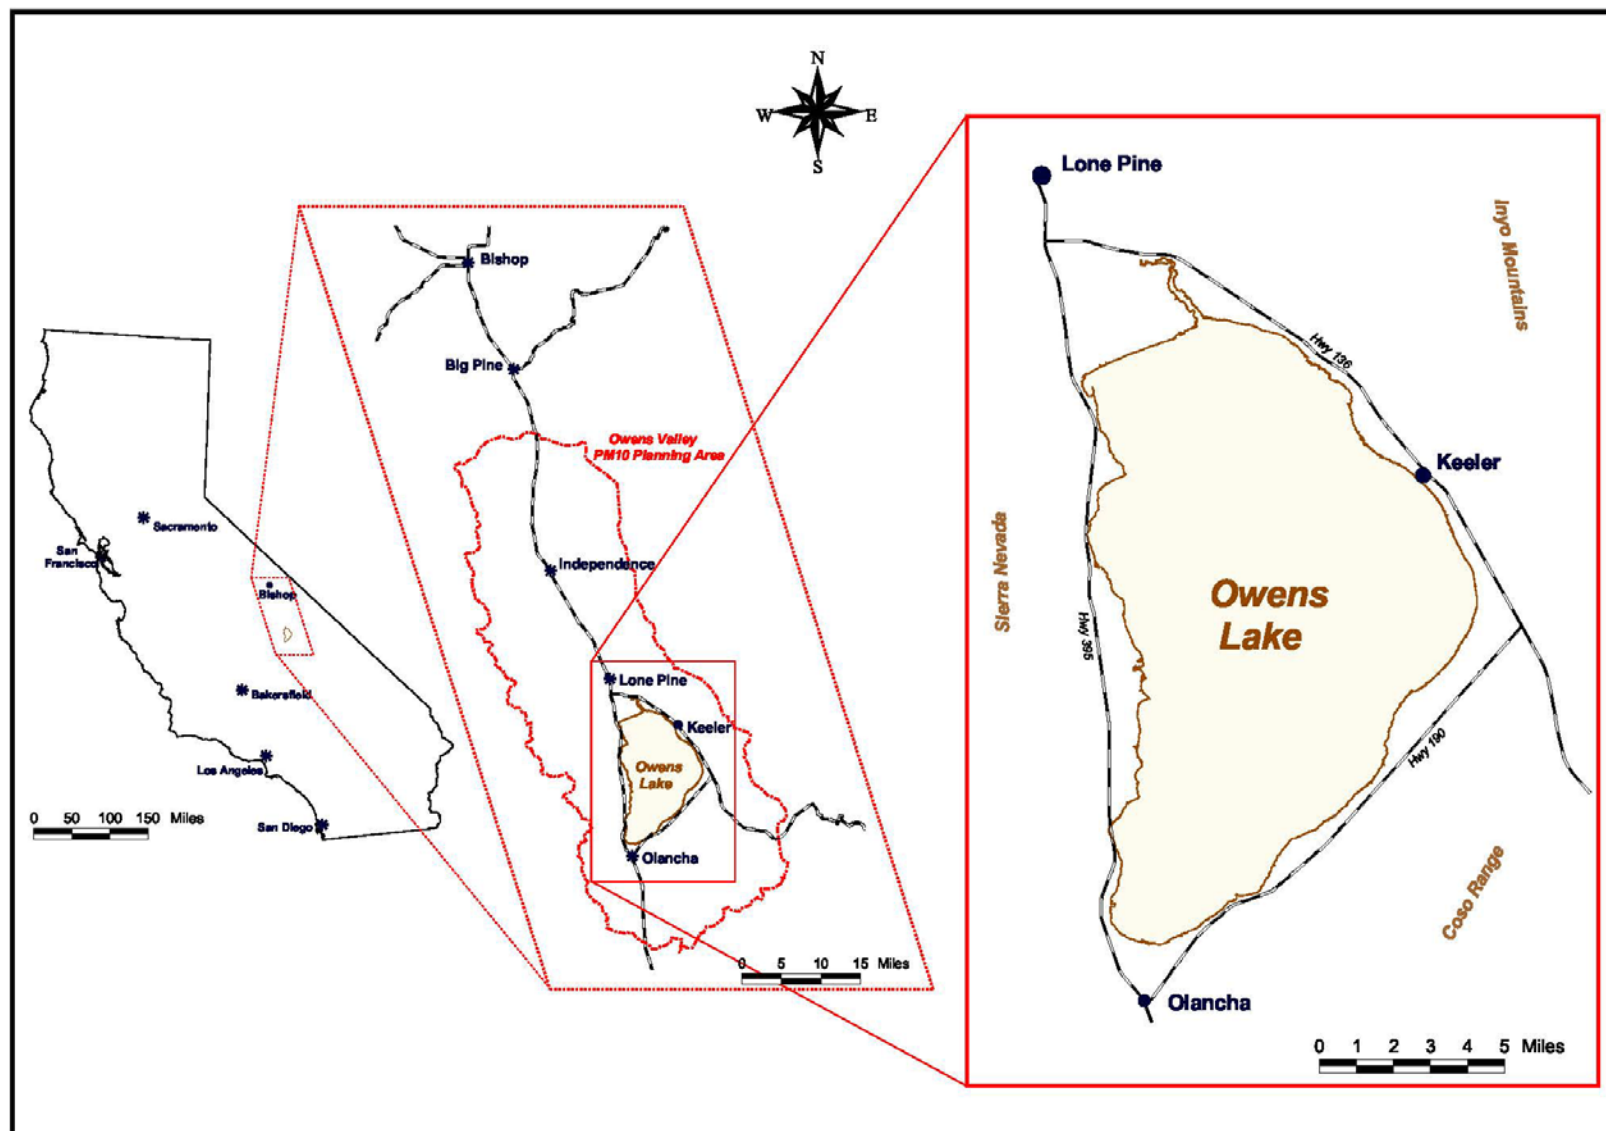 N
W
E
S
Sacramento
San
Francisco
Bishop
Bakersfield
Los Angeles
San Diego
0 50 100 150 Miles
Bishop
Big Pine
Owens Valley
PM10 Planning Area
Independence
Lone Pine
Keeler
Owens
Lake
Olancha
0 5 10 15 Miles
Lone Pine
Inyo Mountains
Hwy 136
Keeler
Sierra Nevada
Hwy 395
Owens
Lake
Hwy 190
Coso Range
Olancha
0 1 2 3 4 5 Miles